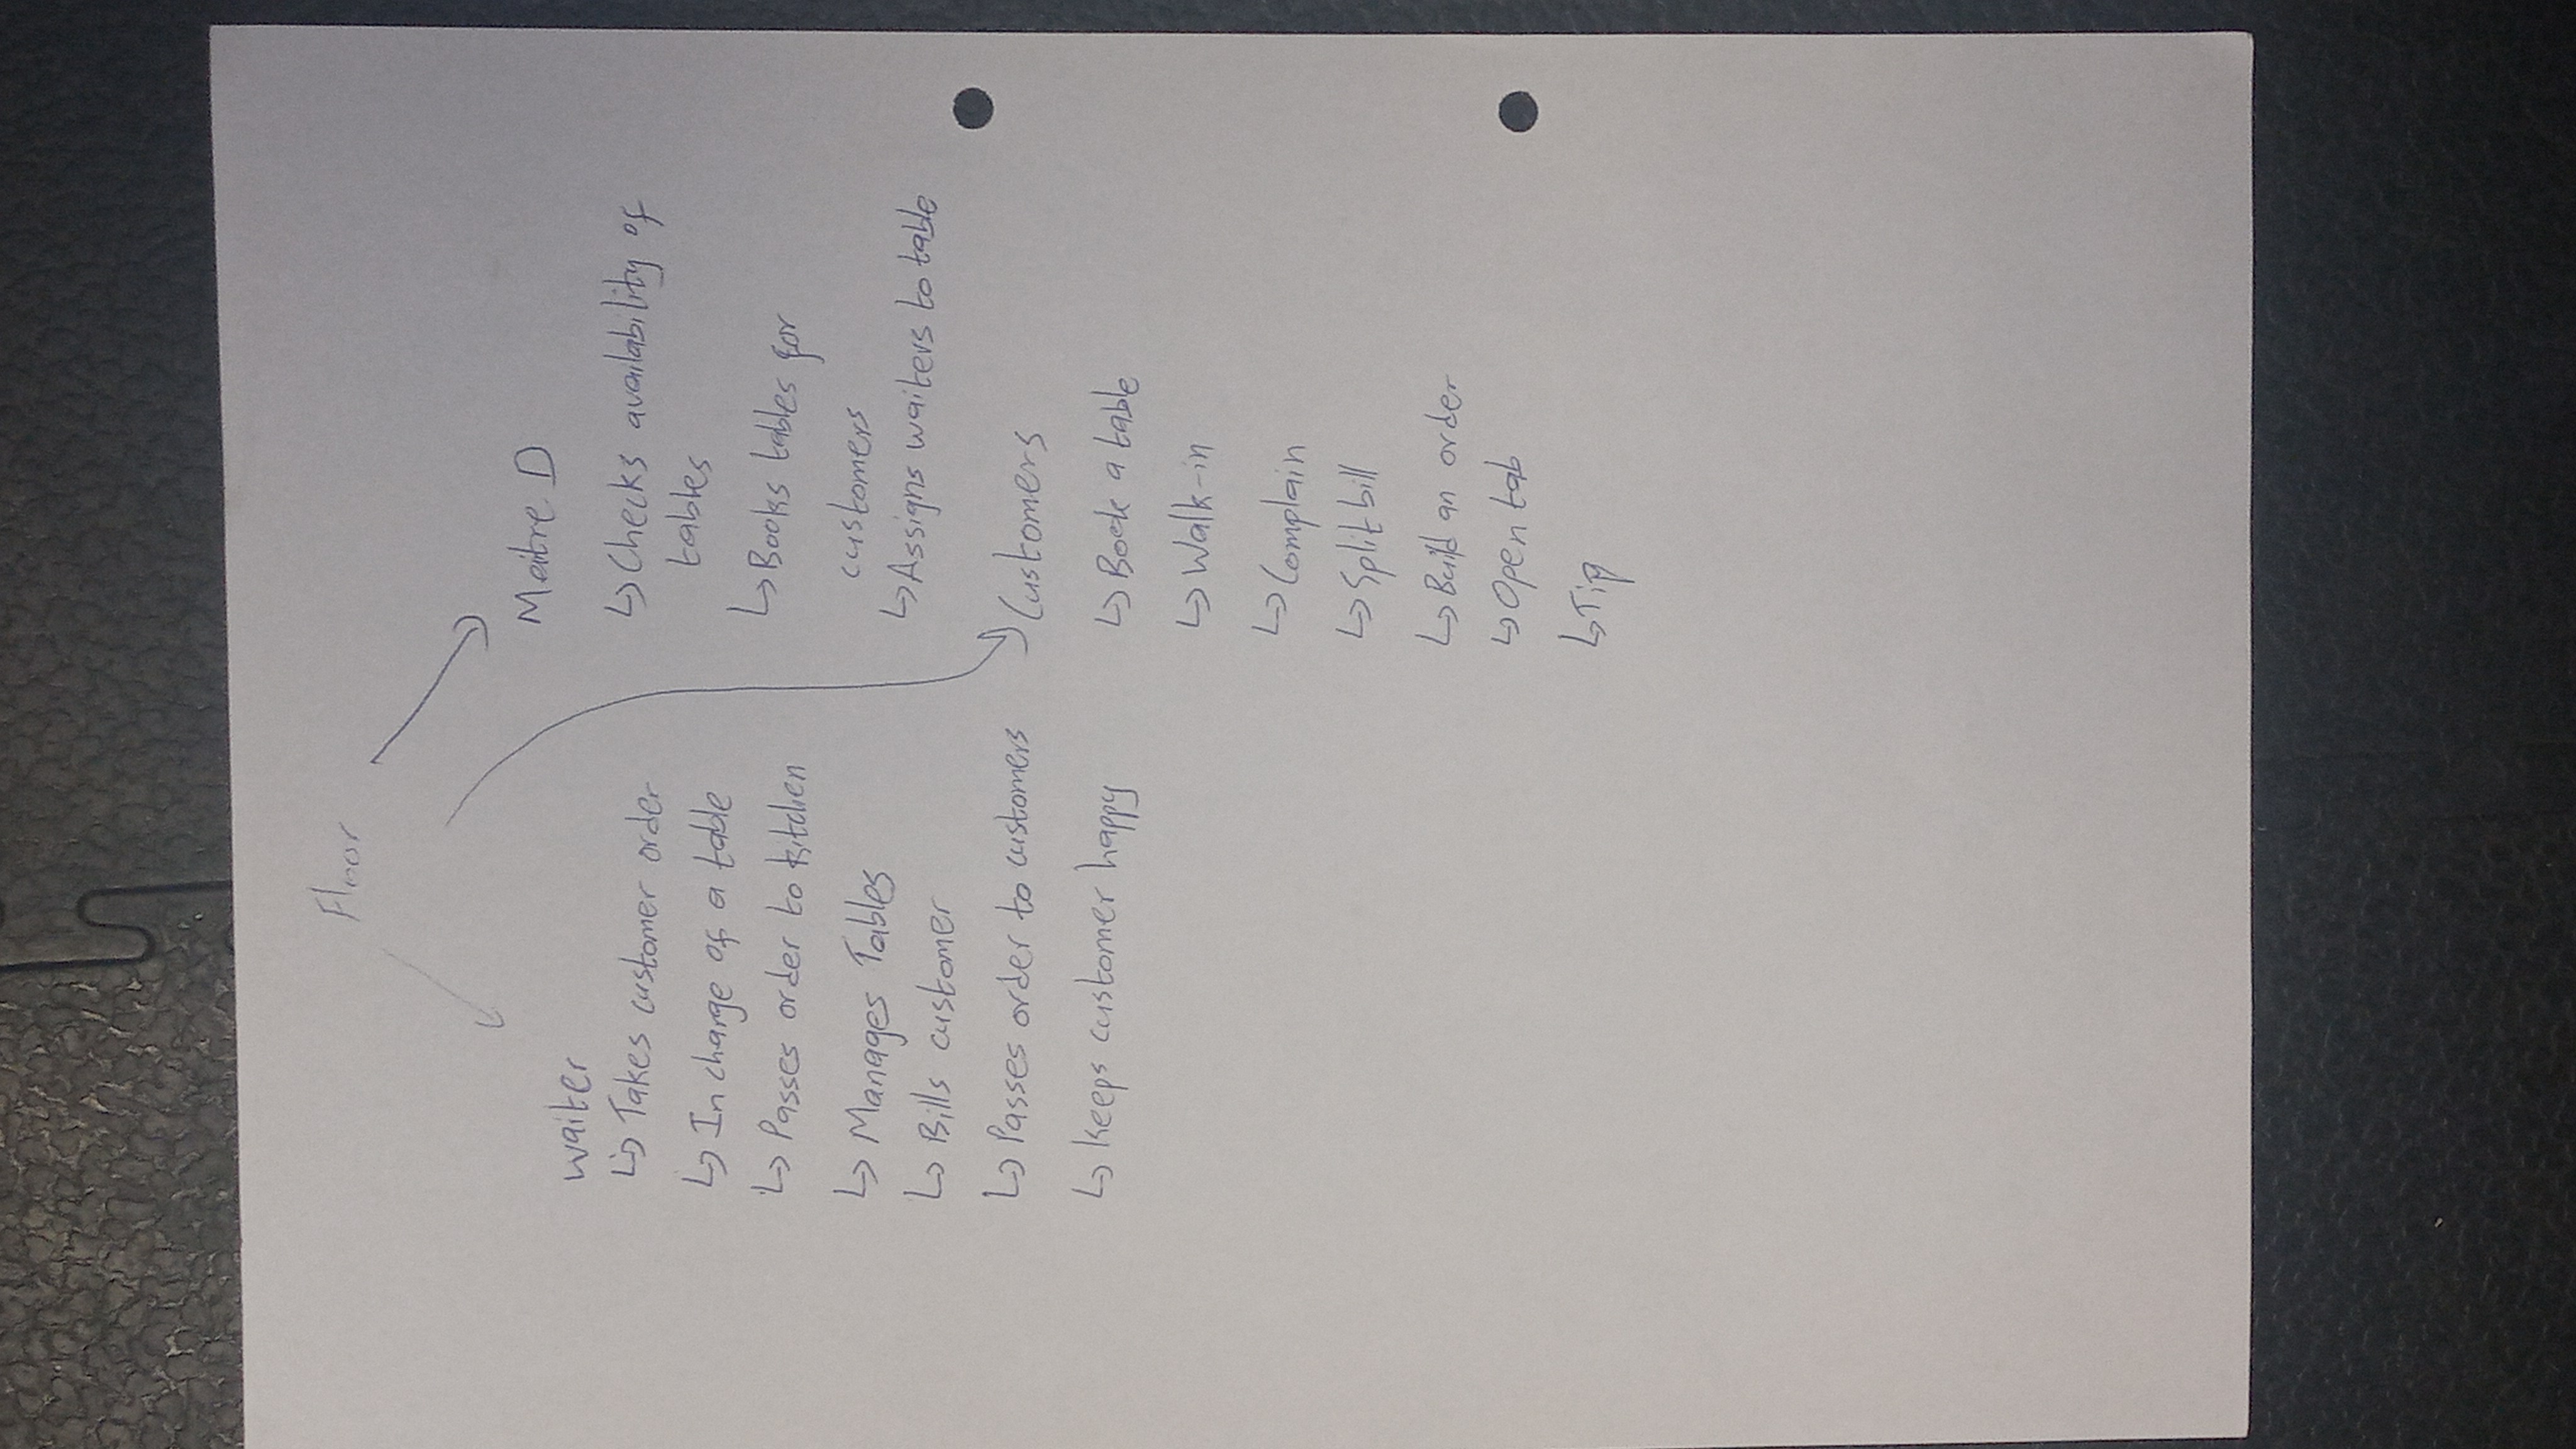 Floor
Waiter
↳ Takes customer order
↳ In charge of a table
↳ Passes order to kitchen
↳ Manages Tables
↳ Bills customer
↳ Passes order to customers
↳ Keeps customer happy
Maitre D
↳ Checks availability of
tables
↳ Books tables for
customers
↳ Assigns waiters to table
Customers
↳ Book a table
↳ Walk-in
↳ Complain
↳ Split bill
↳ Build an order
↳ Open tab
↳ Tip